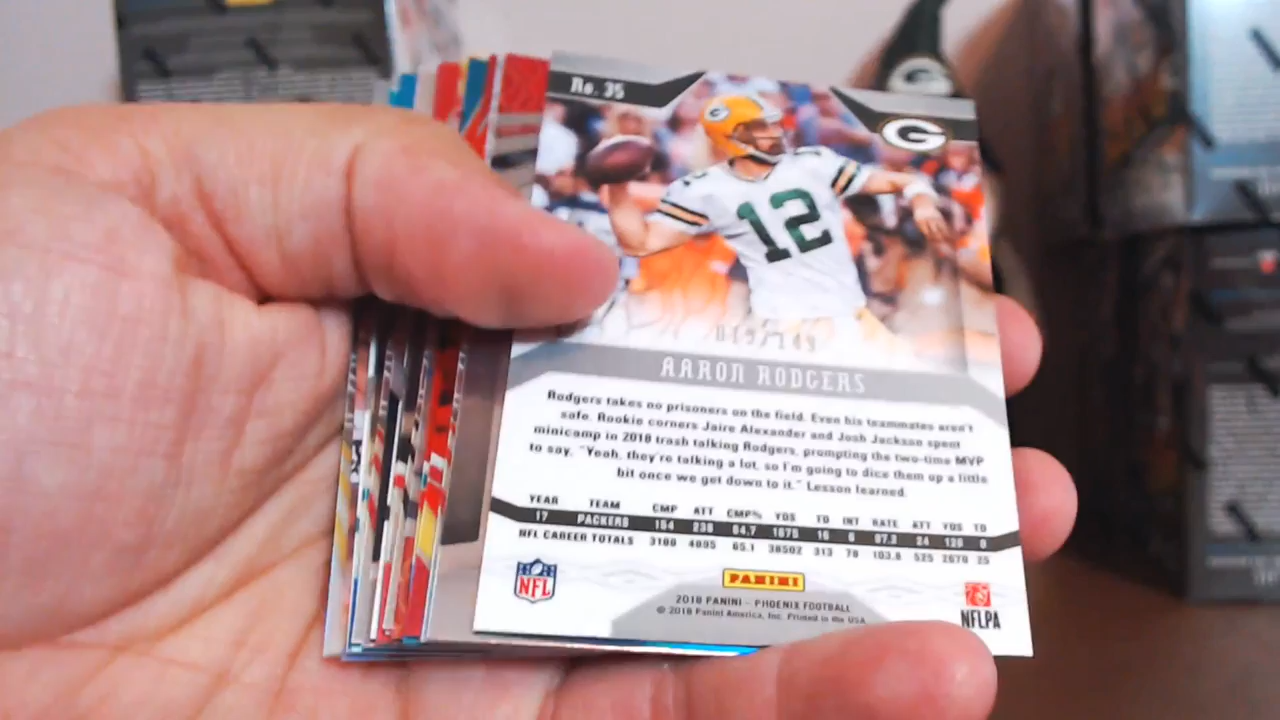 No. 35
G
12
AARON RODGERS
Rodgers takes no prisoners on the field. Even his teammates aren't
safe. Rookie corners Jaire Alexander and Josh Jackson spent
minicamp in 2018 trash talking Rodgers, prompting the two-time MVP
to say, "Yeah, they're talking a lot, so I'm going to dice them up a little
bit once we get down to it." Lesson learned.
YEAR TEAM CMP ATT CMP% YDS TD INT RATE ATT YDS TD
17 PACKERS 154 238 64.7 1675 16 6 97.2 24 126 0
NFL CAREER TOTALS 3188 4895 65.1 38502 313 78 103.8 525 2670 25
NFL
PANINI
2018 PANINI - PHOENIX FOOTBALL
© 2018 Panini America, Inc. Printed in the USA
NFLPA